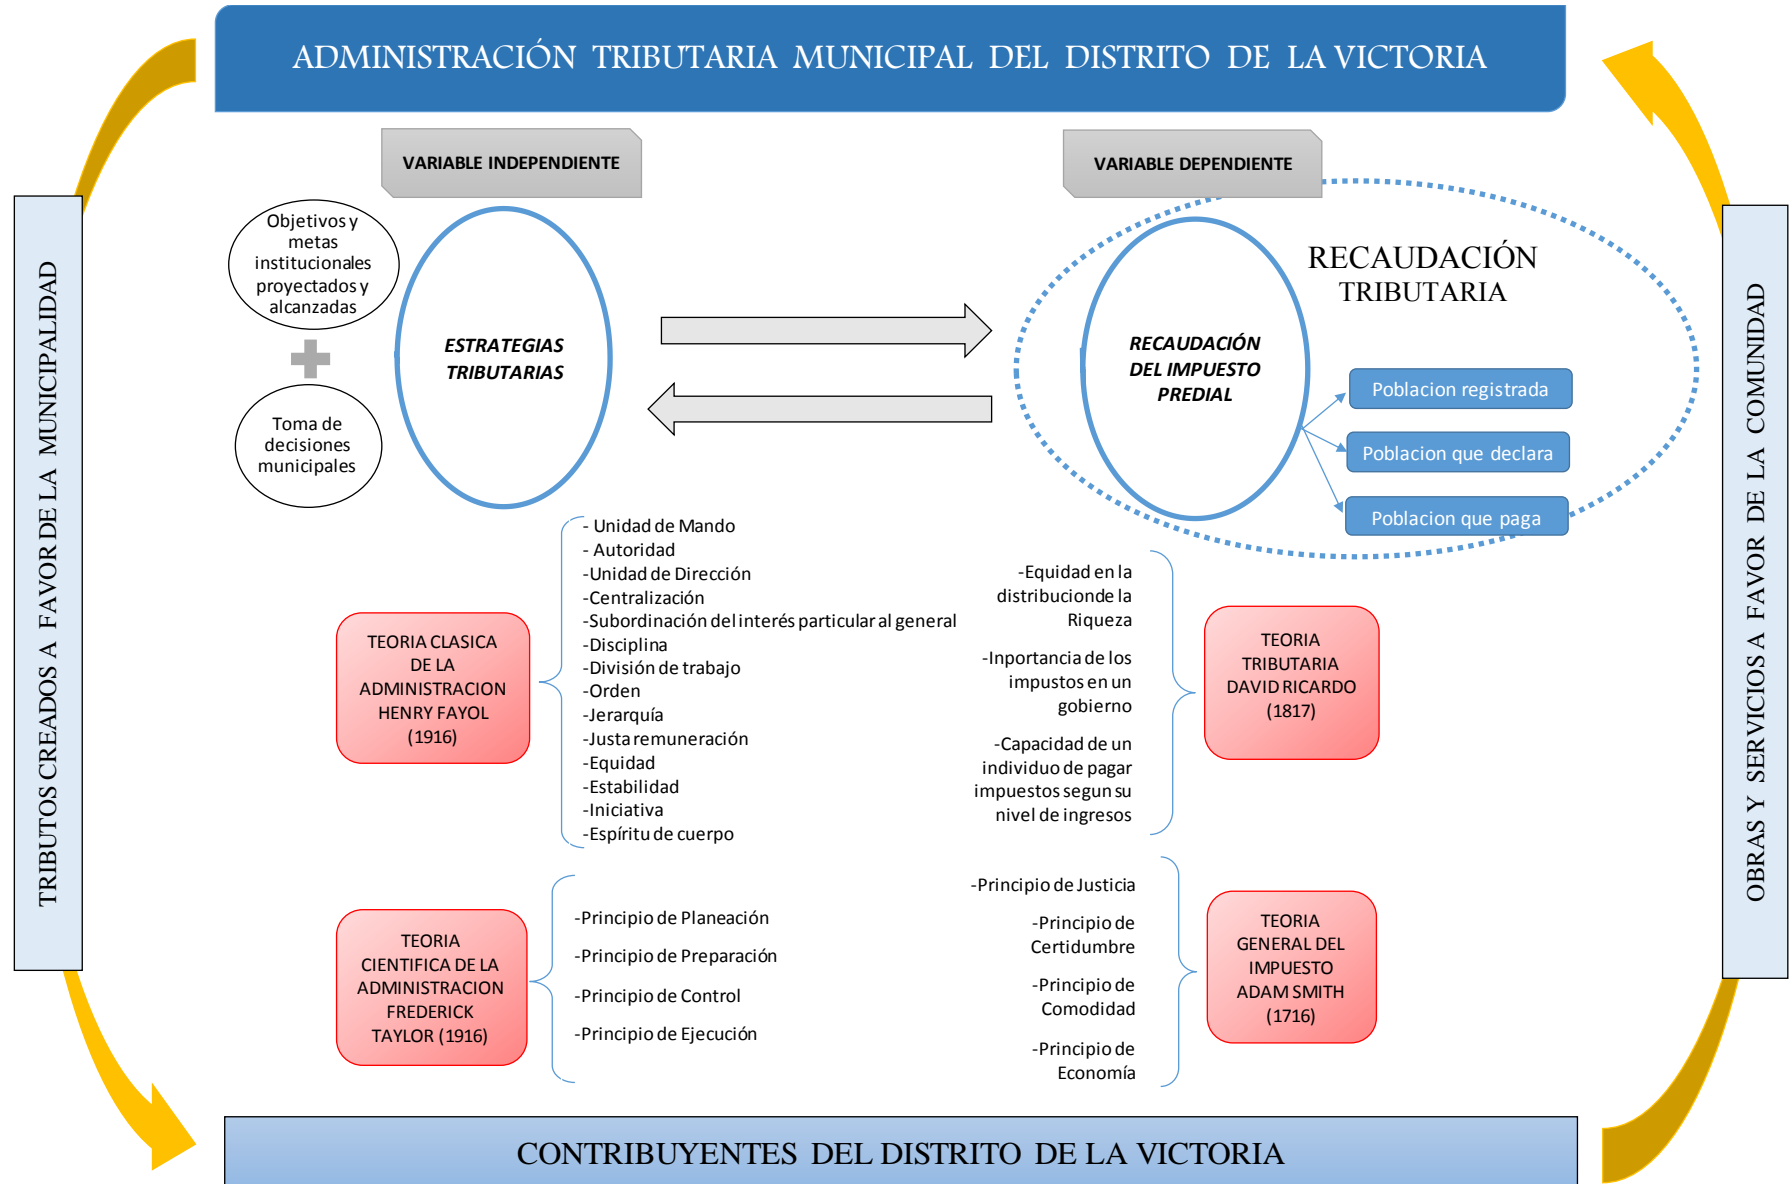 ADMINISTRACIÓN TRIBUTARIA MUNICIPAL DEL DISTRITO DE LA VICTORIA
TRIBUTOS CREADOS A FAVOR DE LA MUNICIPALIDAD
VARIABLE INDEPENDIENTE
Objetivos y
metas
institucionales
proyectados y
alcanzadas
Toma de
decisiones
municipales
ESTRATEGIAS
TRIBUTARIAS
VARIABLE DEPENDIENTE
RECAUDACIÓN
TRIBUTARIA
RECAUDACIÓN
DEL IMPUESTO
PREDIAL
Poblacion registrada
Poblacion que declara
Poblacion que paga
OBRAS Y SERVICIOS A FAVOR DE LA COMUNIDAD
TEORIA CLASICA
DE LA
ADMINISTRACION
HENRY FAYOL
(1916)
- Unidad de Mando
- Autoridad
-Unidad de Dirección
-Centralización
-Subordinación del interés particular al general
-Disciplina
-División de trabajo
-Orden
-Jerarquía
-Justa remuneración
-Equidad
-Estabilidad
-Iniciativa
-Espíritu de cuerpo
-Equidad en la
distribucionde la
Riqueza
-Inportancia de los
impustos en un
gobierno
-Capacidad de un
individuo de pagar
impuestos segun su
nivel de ingresos
TEORIA
TRIBUTARIA
DAVID RICARDO
(1817)
TEORIA
CIENTIFICA DE LA
ADMINISTRACION
FREDERICK
TAYLOR (1916)
-Principio de Planeación
-Principio de Preparación
-Principio de Control
-Principio de Ejecución
-Principio de Justicia
-Principio de
Certidumbre
-Principio de
Comodidad
-Principio de
Economía
TEORIA
GENERAL DEL
IMPUESTO
ADAM SMITH
(1716)
CONTRIBUYENTES DEL DISTRITO DE LA VICTORIA